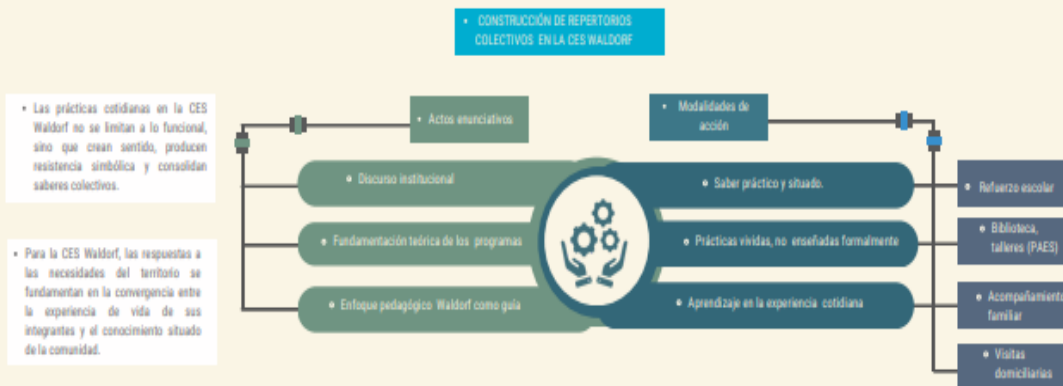 • CONSTRUCCIÓN DE REPERTORIOS
COLECTIVOS EN LA CES WALDORF
• Las prácticas cotidianas en la CES
Waldorf no se limitan a lo funcional,
sino que crean sentido, producen
resistencia simbólica y consolidan
saberes colectivos.
• Para la CES Waldorf, las respuestas a
las necesidades del territorio se
fundamentan en la convergencia entre
la experiencia de vida de sus
integrantes y el conocimiento situado
de la comunidad.
• Actos enunciativos
• Discurso institucional
• Fundamentación teórica de los programas
• Enfoque pedagógico Waldorf como guía
• Modalidades de
acción
• Saber práctico y situado.
• Prácticas vividas, no enseñadas formalmente
• Aprendizaje en la experiencia cotidiana
• Refuerzo escolar
• Biblioteca,
talleres (PAES)
• Acompañamiento
familiar
• Visitas
domiciliarias